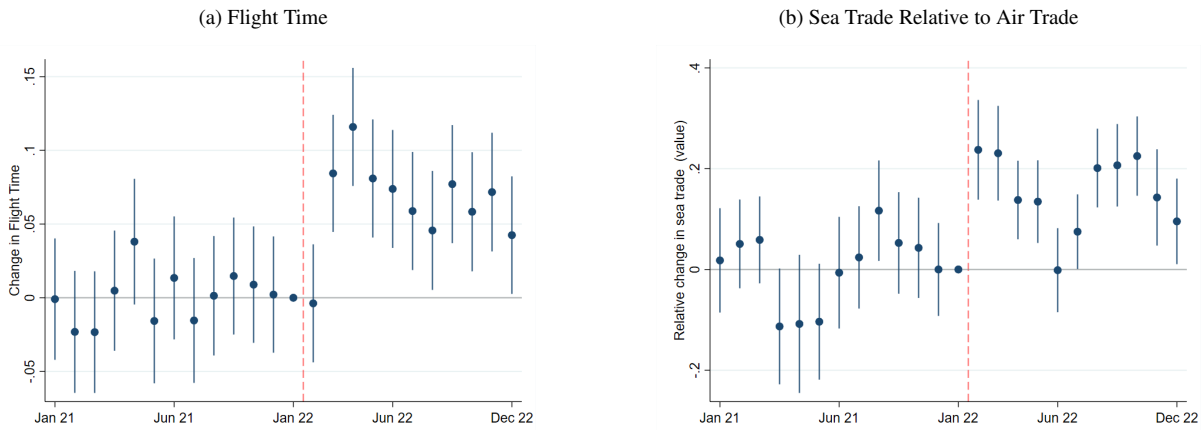 (a) Flight Time
Change in Flight Time
.15
.1
.05
0
-.05
Jan 21
Jun 21
Jan 22
Jun 22
Dec 22
(b) Sea Trade Relative to Air Trade
Relative change in sea trade (value)
.4
.2
0
-.2
Jan 21
Jun 21
Jan 22
Jun 22
Dec 22